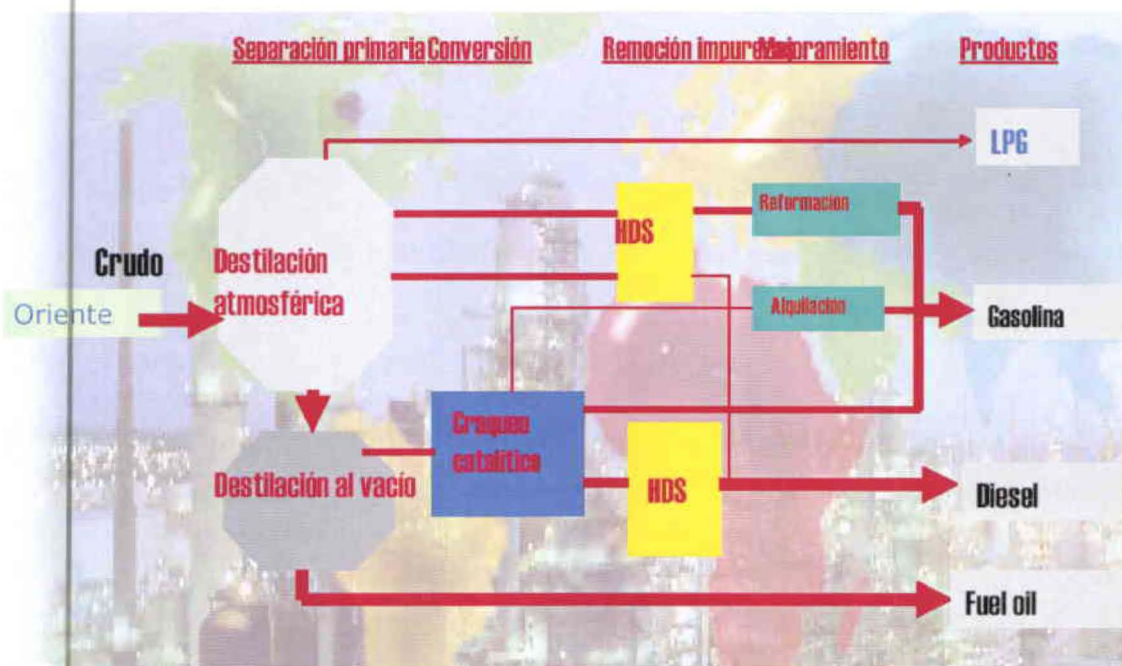 Separación primaria Conversión Remoción impurezas Mejoramiento Productos
LPG
Reformación
HDS
Crudo
Destilación
atmosférica
Oriente
Alquilación
Gasolina
Craqueo
catalítico
Destilación al vacío
HDS
Diesel
Fuel oil